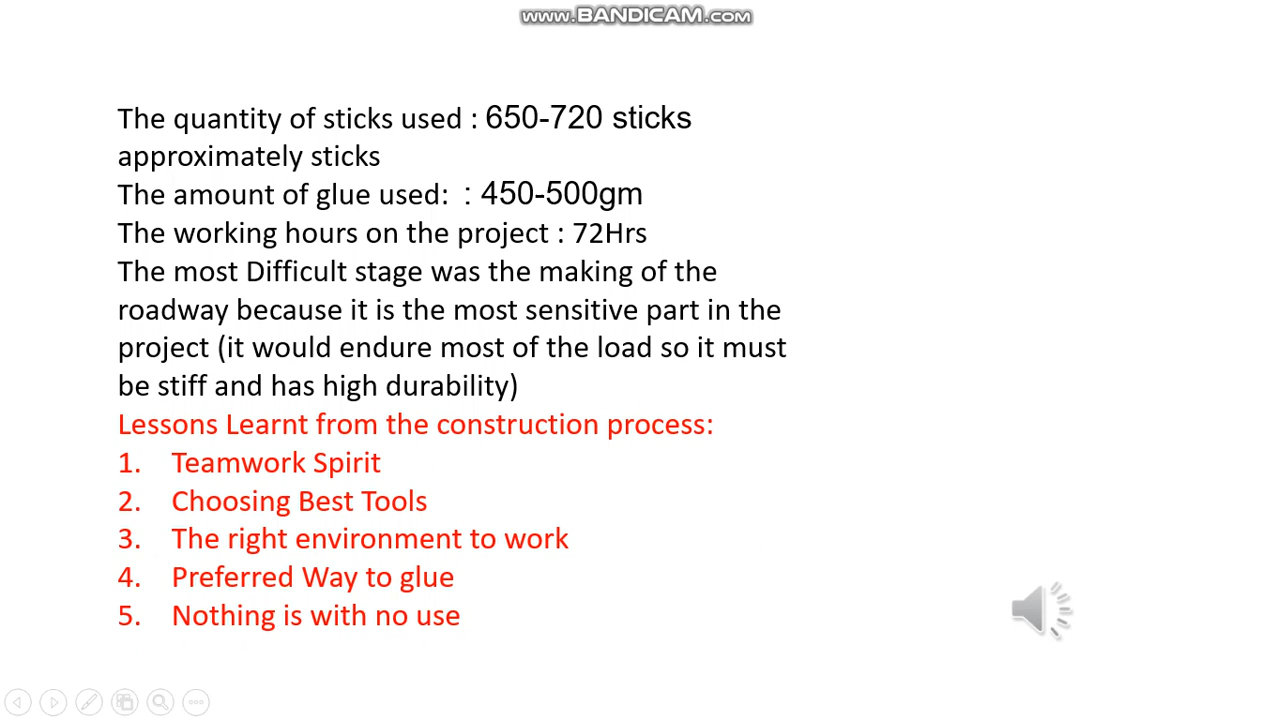 www.BANDICAM.com
The quantity of sticks used : 650-720 sticks
approximately sticks
The amount of glue used:  : 450-500gm
The working hours on the project : 72Hrs
The most Difficult stage was the making of the
roadway because it is the most sensitive part in the
project (it would endure most of the load so it must
be stiff and has high durability)
Lessons Learnt from the construction process:
1. Teamwork Spirit
2. Choosing Best Tools
3. The right environment to work
4. Preferred Way to glue
5. Nothing is with no use